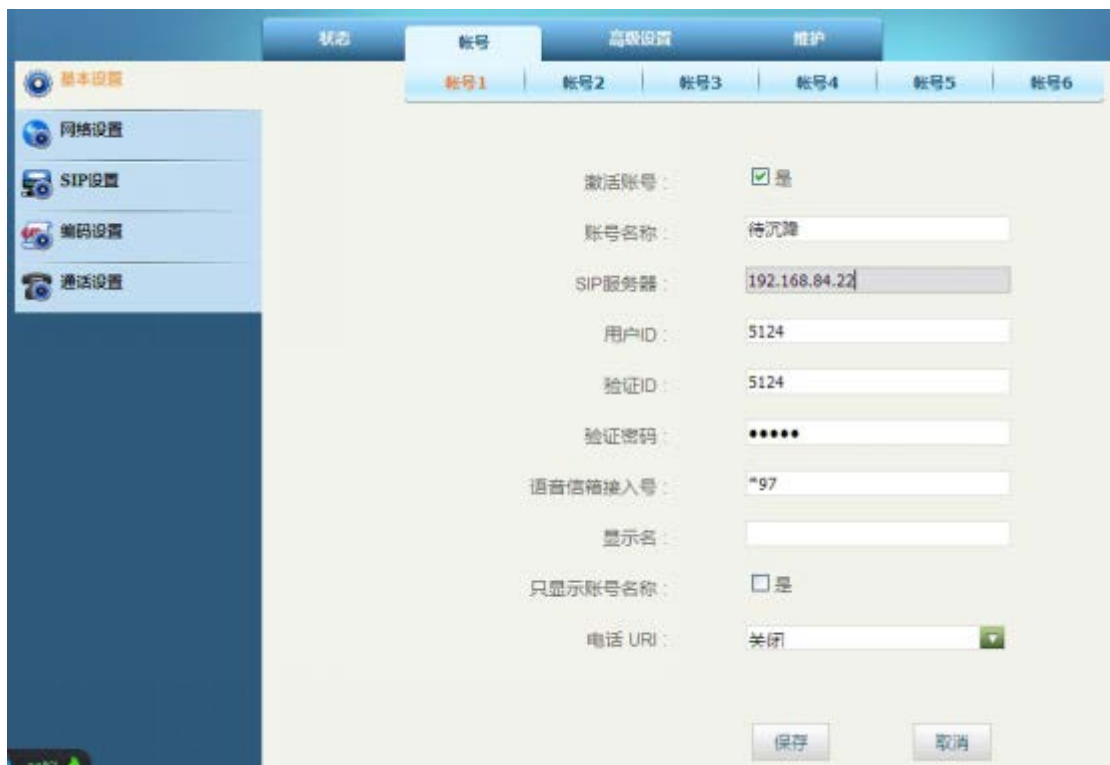 状态 帐号 高级设置 维护
帐号1 帐号2 帐号3 帐号4 帐号5 帐号6
基本设置
网络设置
SIP设置
编码设置
通话设置
激活账号: 是
账号名称: 待沉降
SIP服务器: 192.168.84.22
用户ID: 5124
验证ID: 5124
验证密码: •••••
语音信箱接入号: *97
显示名:
只显示账号名称: 是
电话 URI: 关闭
保存 取消